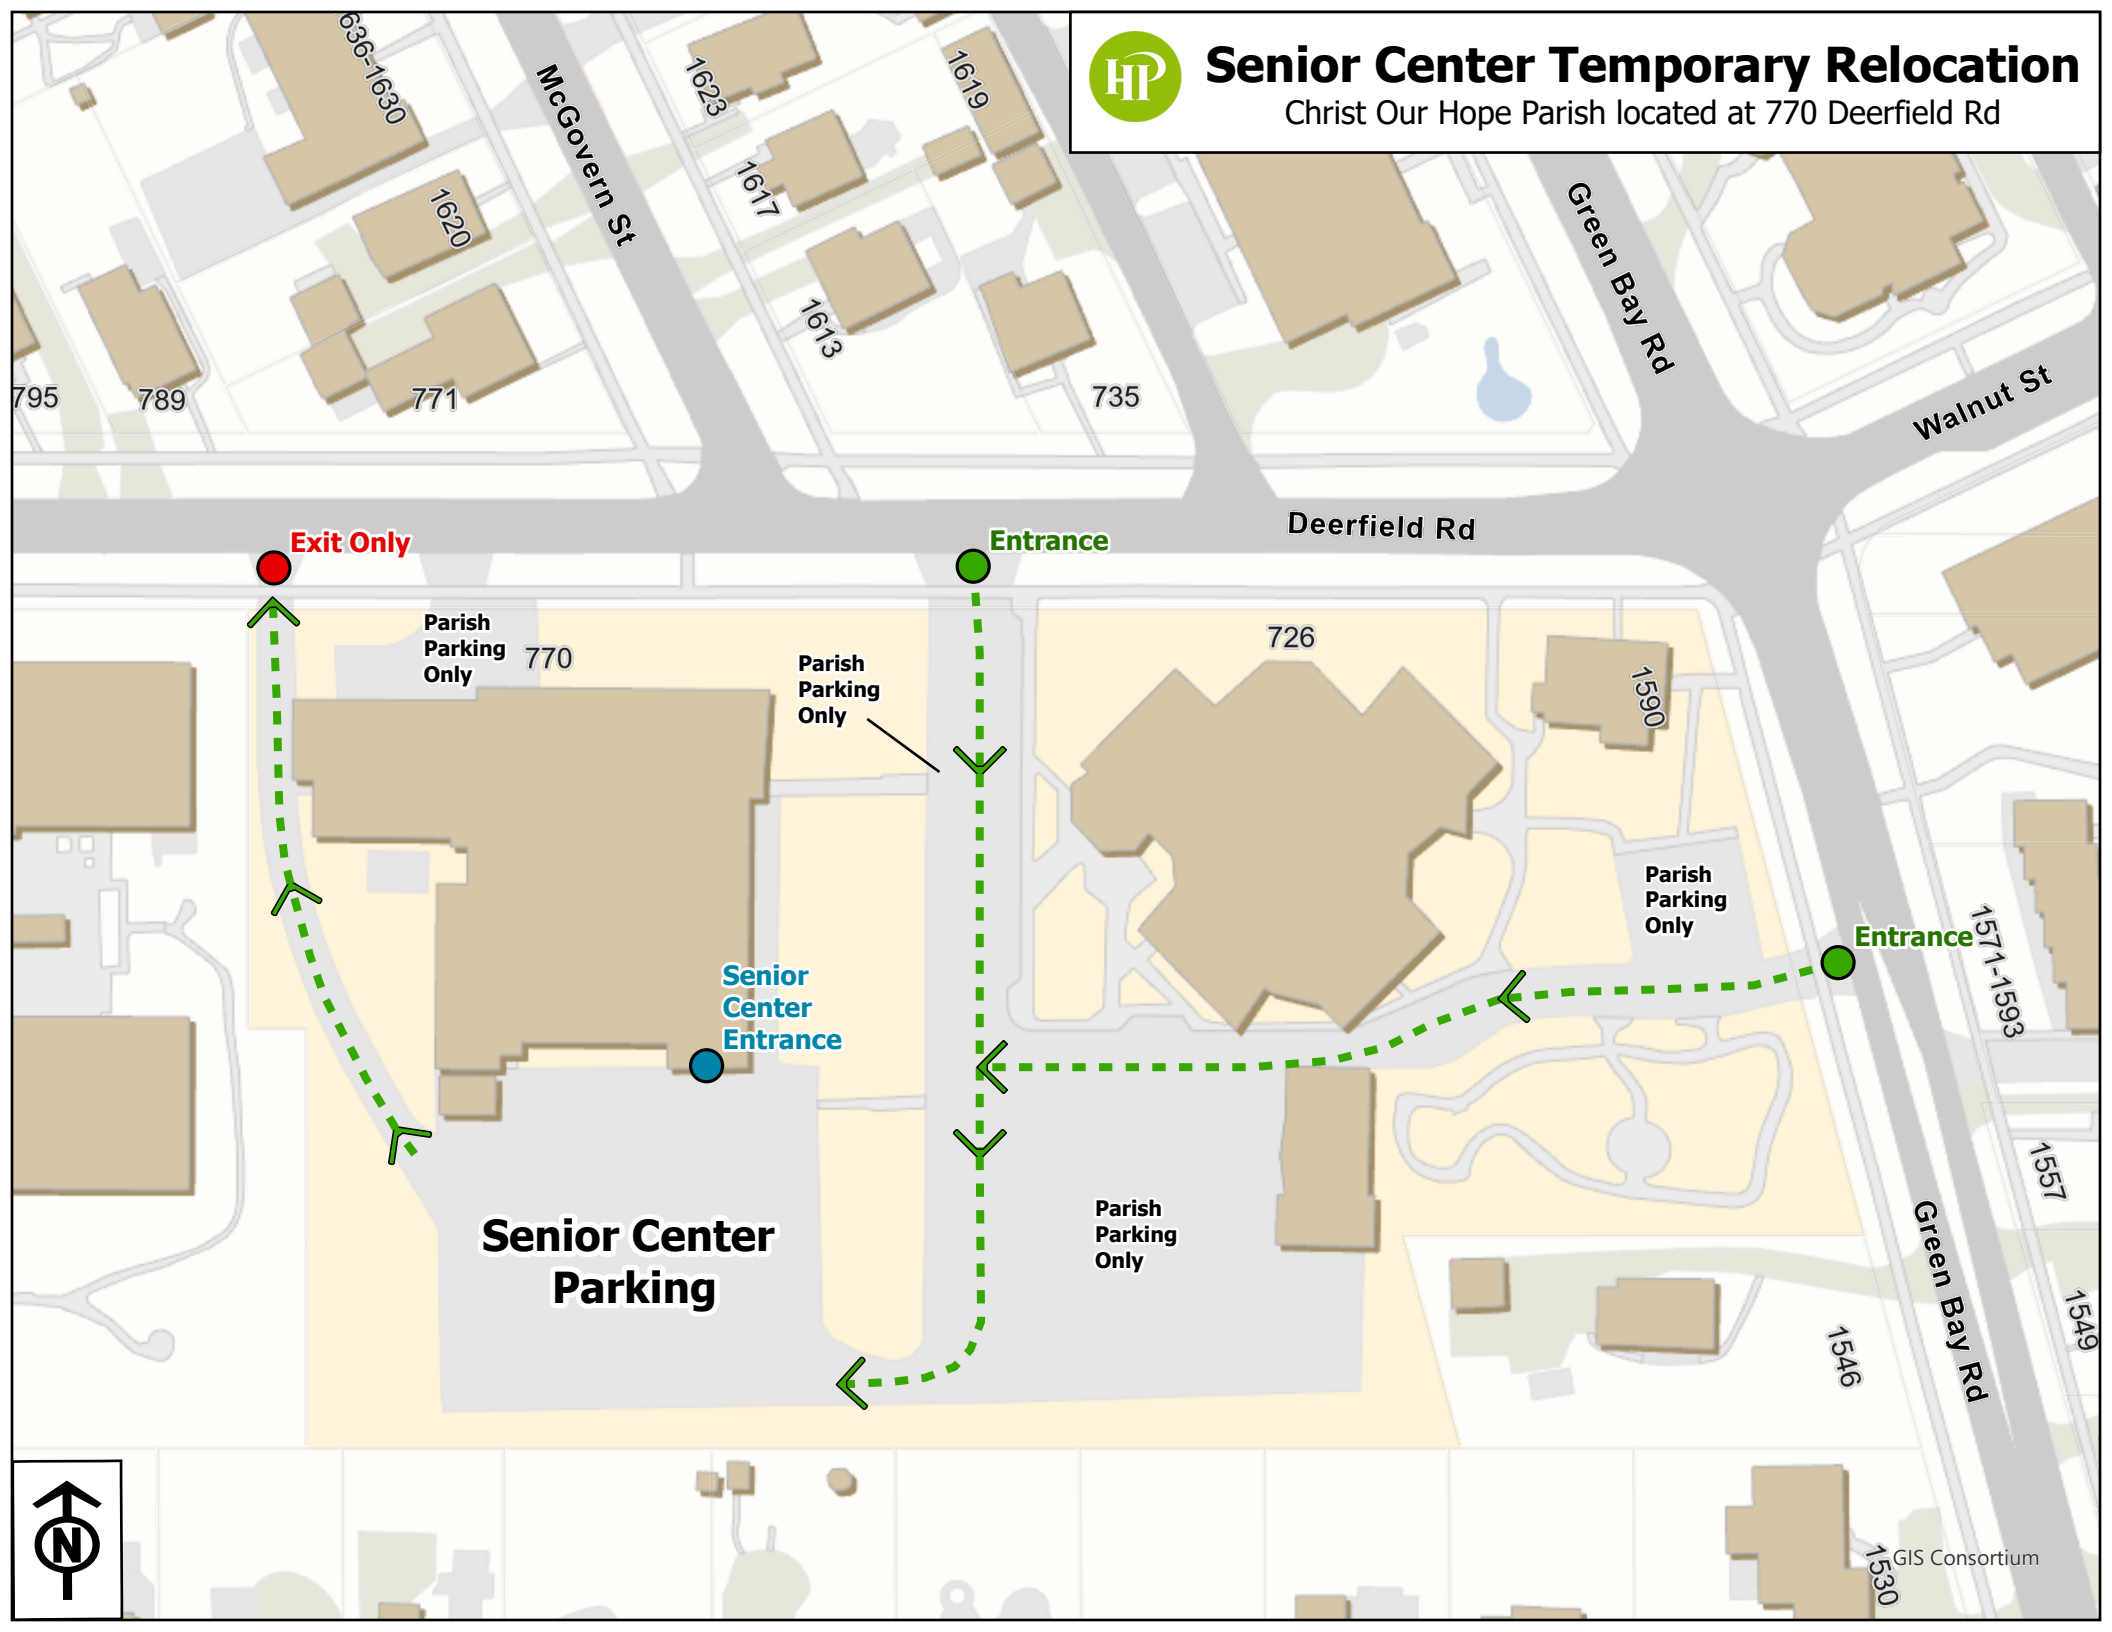 HP
Senior Center Temporary Relocation
Christ Our Hope Parish located at 770 Deerfield Rd
1623
1619
McGovern St
1620
1617
Green Bay Rd
1613
795
789
771
735
Walnut St
Deerfield Rd
Exit Only
Entrance
Parish
Parking
Only
770
Parish
Parking
Only
726
1590
Parish
Parking
Only
Entrance
1571-1593
Senior
Center
Entrance
1557
Parish
Parking
Only
Senior Center
Parking
Green Bay Rd
1549
1546
N
GIS Consortium
1530